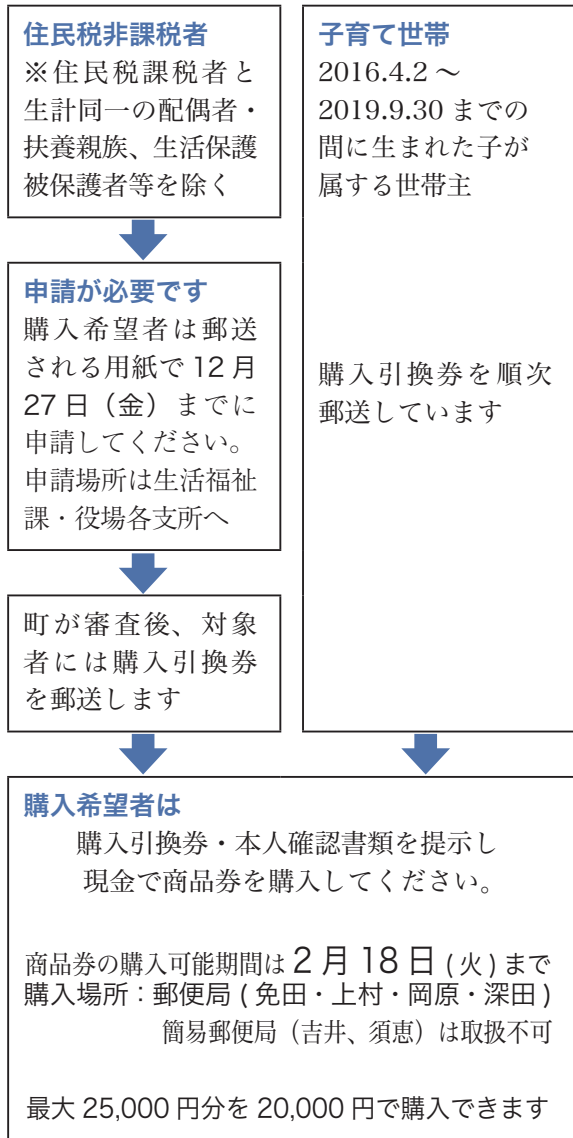 住民税非課税者
※住民税課税者と
生計同一の配偶者・
扶養親族、生活保護
被保護者等を除く
子育て世帯
2016.4.2 ～
2019.9.30 までの
間に生まれた子が
属する世帯主
申請が必要です
購入希望者は郵送
される用紙で 12 月
27 日（金）までに
申請してください。
申請場所は生活福祉
課・役場各支所へ
購入引換券を順次
郵送しています
町が審査後、対象
者には購入引換券
を郵送します
購入希望者は
購入引換券・本人確認書類を提示し
現金で商品券を購入してください。
商品券の購入可能期間は 2 月 18 日 ( 火 ) まで
購入場所：郵便局 ( 免田・上村・岡原・深田 )
簡易郵便局（吉井、須恵）は取扱不可
最大 25,000 円分を 20,000 円で購入できます